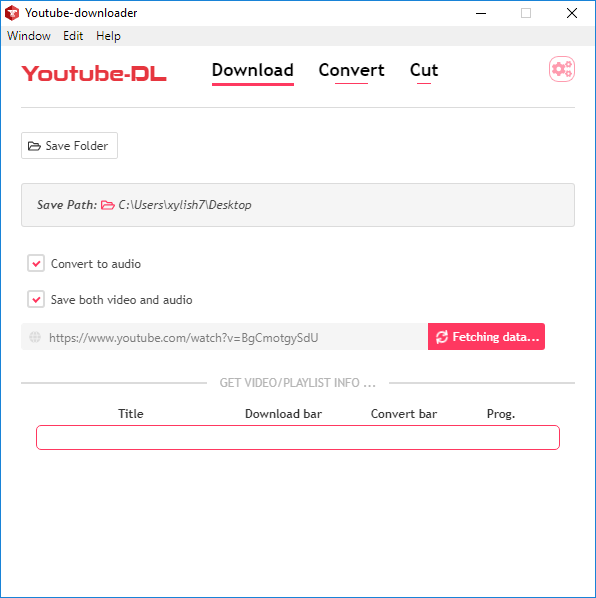 Youtube-downloader
Window Edit Help
Youtube-DL Download Convert Cut
Save Folder
Save Path: C:\Users\xylish7\Desktop
Convert to audio
Save both video and audio
https://www.youtube.com/watch?v=BgCmotgySdU Fetching data...
GET VIDEO/PLAYLIST INFO ...
Title Download bar Convert bar Prog.